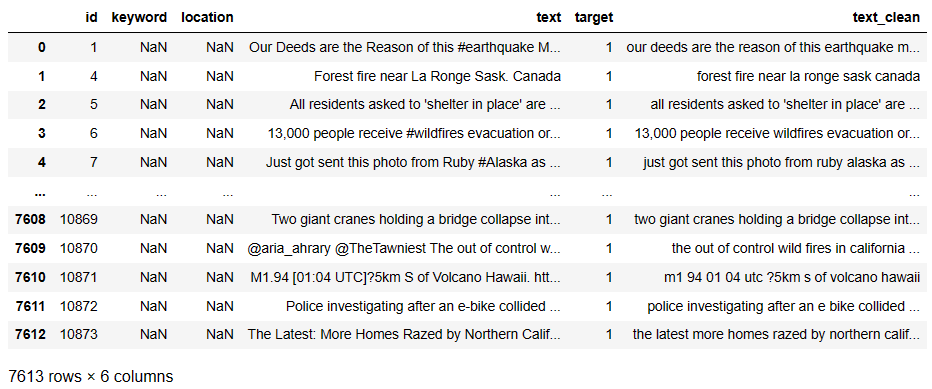 id keyword location text target text_clean
0 1 NaN NaN Our Deeds are the Reason of this #earthquake M... 1 our deeds are the reason of this earthquake m...
1 4 NaN NaN Forest fire near La Ronge Sask. Canada 1 forest fire near la ronge sask canada
2 5 NaN NaN All residents asked to 'shelter in place' are ... 1 all residents asked to 'shelter in place' are ...
3 6 NaN NaN 13,000 people receive #wildfires evacuation or... 1 13,000 people receive wildfires evacuation or...
4 7 NaN NaN Just got sent this photo from Ruby #Alaska as ... 1 just got sent this photo from ruby alaska as ...
... ... ... ... ... ... ...
7608 10869 NaN NaN Two giant cranes holding a bridge collapse int... 1 two giant cranes holding a bridge collapse int...
7609 10870 NaN NaN @aria_ahrary @TheTawniest The out of control w... 1 the out of control wild fires in california ...
7610 10871 NaN NaN M1.94 [01:04 UTC]?5km S of Volcano Hawaii. htt... 1 m1 94 01 04 utc ?5km s of volcano hawaii
7611 10872 NaN NaN Police investigating after an e-bike collided ... 1 police investigating after an e bike collided ...
7612 10873 NaN NaN The Latest: More Homes Razed by Northern Calif... 1 the latest more homes razed by northern calif...
7613 rows × 6 columns